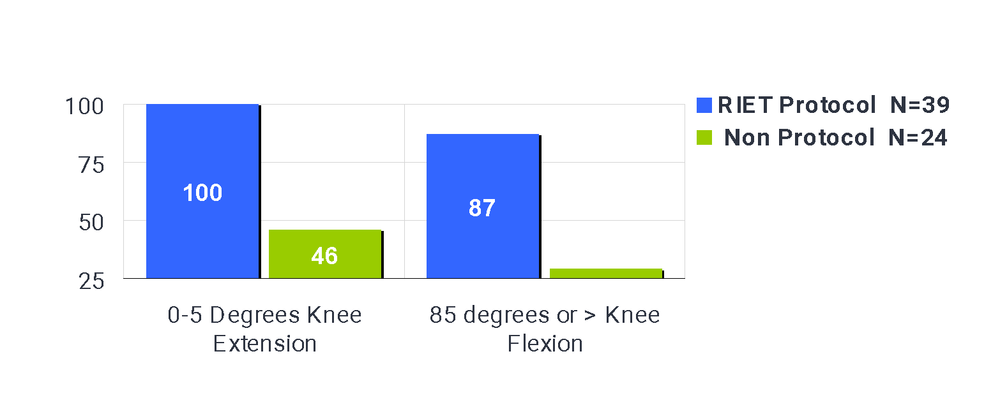 100
75
50
25
100
46
87
0-5 Degrees Knee
Extension
85 degrees or > Knee
Flexion
RIET Protocol N=39
Non Protocol N=24